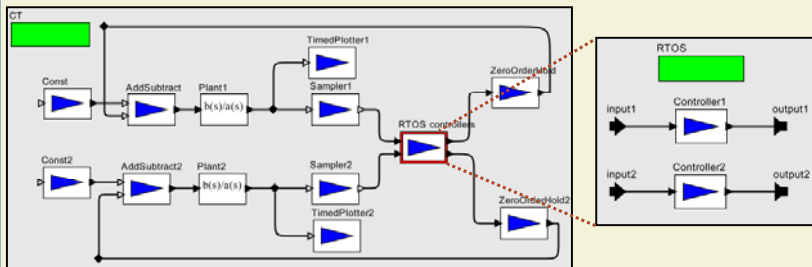 CT
TimedPlotter1
Const
AddSubtract
Plant1
b(s)/a(s)
Sampler1
ZeroOrderHold
RTOS controllers
Const2
AddSubtract2
Plant2
b(s)/a(s)
Sampler2
TimedPlotter2
ZeroOrderHold2
RTOS
input1
Controller1
output1
input2
Controller2
output2